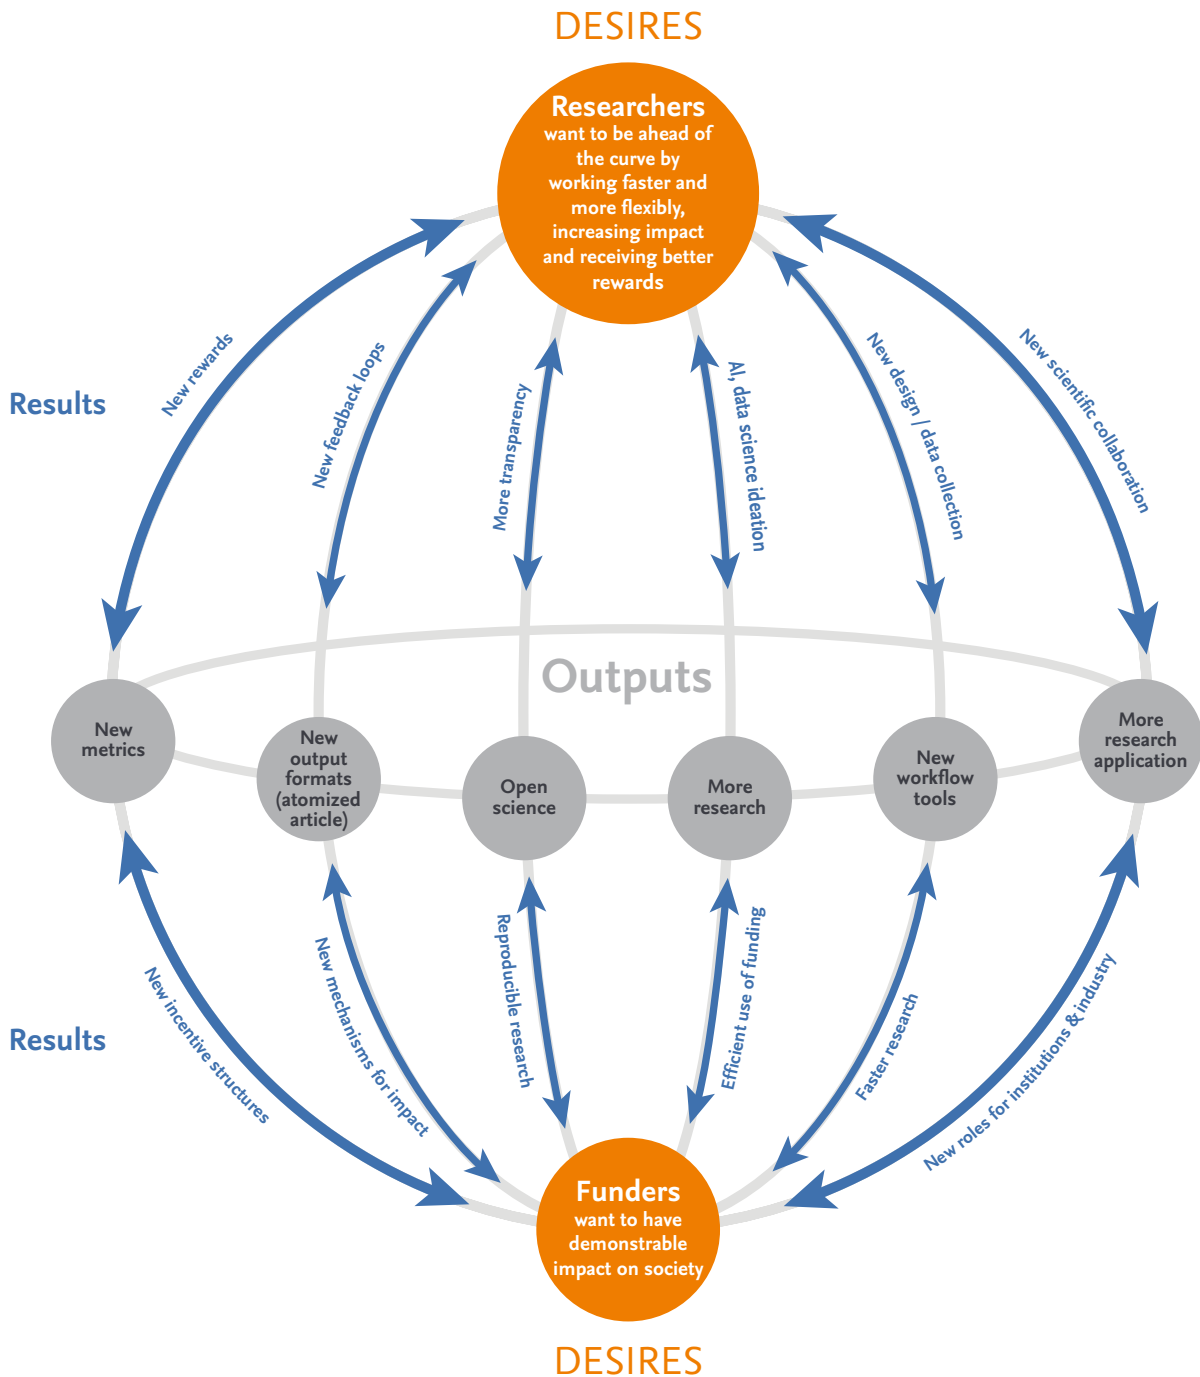 DESIRES
Researchers
want to be ahead of
the curve by
working faster and
more flexibly,
increasing impact
and receiving better
rewards
Results
New rewards
New feedback loops
More transparency
AI, data science ideation
New design / data collection
New scientific collaboration
Outputs
New
metrics
New
output
formats
(atomized
article)
Open
science
More
research
New
workflow
tools
More
research
application
Results
New incentive structures
New mechanisms for impact
Reproducible research
Efficient use of funding
Faster research
New roles for institutions & industry
Funders
want to have
demonstrable
impact on society
DESIRES